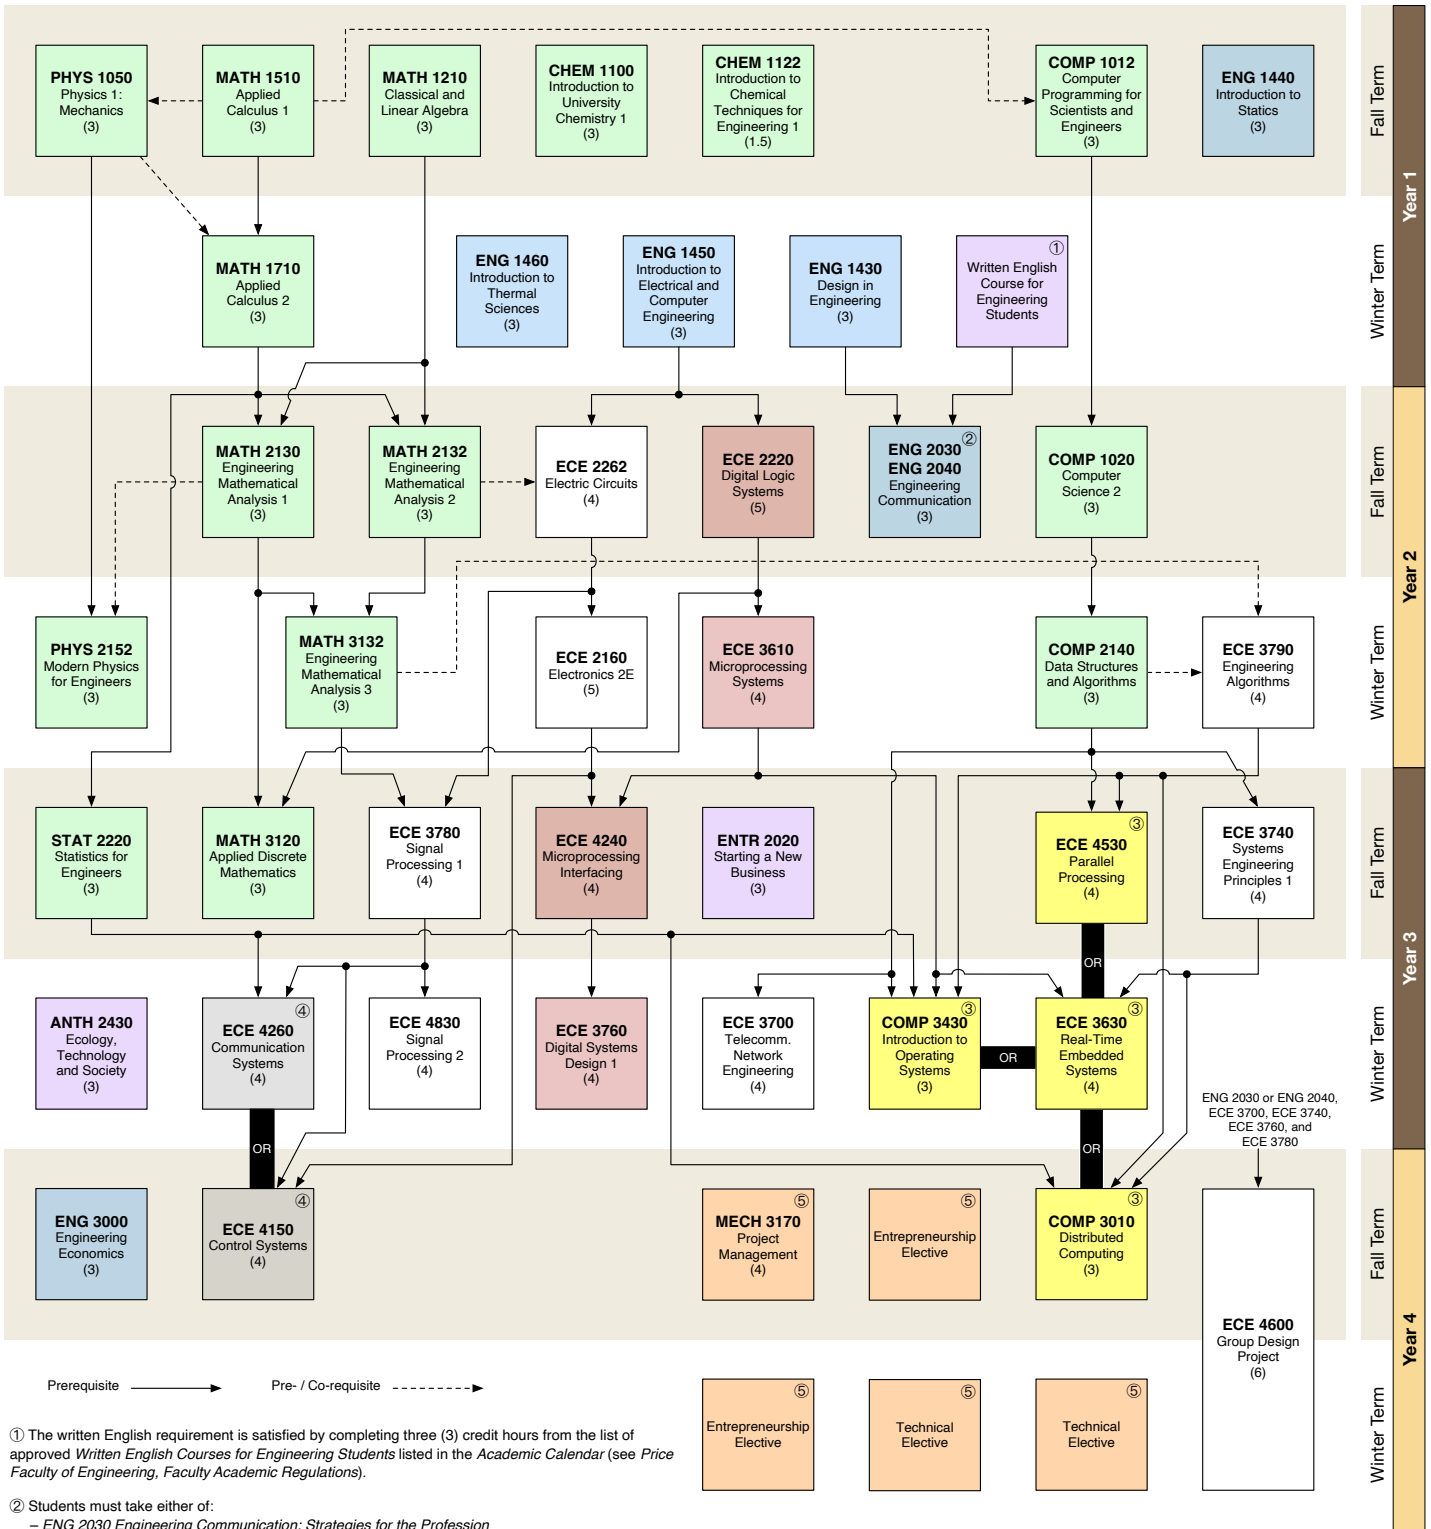 PHYS 1050
Physics 1:
Mechanics
(3)
MATH 1510
Applied
Calculus 1
(3)
MATH 1210
Classical and
Linear Algebra
(3)
CHEM 1100
Introduction to
University
Chemistry 1
(3)
CHEM 1122
Introduction to
Chemical
Techniques for
Engineering 1
(1.5)
COMP 1012
Computer
Programming for
Scientists and
Engineers
(3)
ENG 1440
Introduction to
Statics
(3)
Fall Term
Year 1
MATH 1710
Applied
Calculus 2
(3)
ENG 1460
Introduction to
Thermal
Sciences
(3)
ENG 1450
Introduction to
Electrical and
Computer
Engineering
(3)
ENG 1430
Design in
Engineering
(3)
①
Written English
Course for
Engineering
Students
Winter Term
MATH 2130
Engineering
Mathematical
Analysis 1
(3)
MATH 2132
Engineering
Mathematical
Analysis 2
(3)
ECE 2262
Electric Circuits
(4)
ECE 2220
Digital Logic
Systems
(5)
②
ENG 2030
ENG 2040
Engineering
Communication
(3)
COMP 1020
Computer
Science 2
(3)
Fall Term
Year 2
PHYS 2152
Modern Physics
for Engineers
(3)
MATH 3132
Engineering
Mathematical
Analysis 3
(3)
ECE 2160
Electronics 2E
(5)
ECE 3610
Microprocessing
Systems
(4)
COMP 2140
Data Structures
and Algorithms
(3)
ECE 3790
Engineering
Algorithms
(4)
Winter Term
STAT 2220
Statistics for
Engineers
(3)
MATH 3120
Applied Discrete
Mathematics
(3)
ECE 3780
Signal
Processing 1
(4)
ECE 4240
Microprocessing
Interfacing
(4)
ENTR 2020
Starting a New
Business
(3)
③
ECE 4530
Parallel
Processing
(4)
ECE 3740
Systems
Engineering
Principles 1
(4)
Fall Term
Year 3
OR
ANTH 2430
Ecology,
Technology
and Society
(3)
④
ECE 4260
Communication
Systems
(4)
ECE 4830
Signal
Processing 2
(4)
ECE 3760
Digital Systems
Design 1
(4)
ECE 3700
Telecomm.
Network
Engineering
(4)
③
COMP 3430
Introduction to
Operating
Systems
(3)
OR
③
ECE 3630
Real-Time
Embedded
Systems
(4)
Winter Term
ENG 2030 or ENG 2040,
ECE 3700, ECE 3740,
ECE 3760, and
ECE 3780
OR
OR
ENG 3000
Engineering
Economics
(3)
④
ECE 4150
Control Systems
(4)
⑤
MECH 3170
Project
Management
(4)
⑤
Entrepreneurship
Elective
③
COMP 3010
Distributed
Computing
(3)
ECE 4600
Group Design
Project
(6)
Fall Term
Year 4
Prerequisite
Pre- / Co-requisite
⑤
Entrepreneurship
Elective
⑤
Technical
Elective
⑤
Technical
Elective
Winter Term
① The written English requirement is satisfied by completing three (3) credit hours from the list of
approved Written English Courses for Engineering Students listed in the Academic Calendar (see Price
Faculty of Engineering, Faculty Academic Regulations).
② Students must take either of:
– ENG 2030 Engineering Communication: Strategies for the Profession